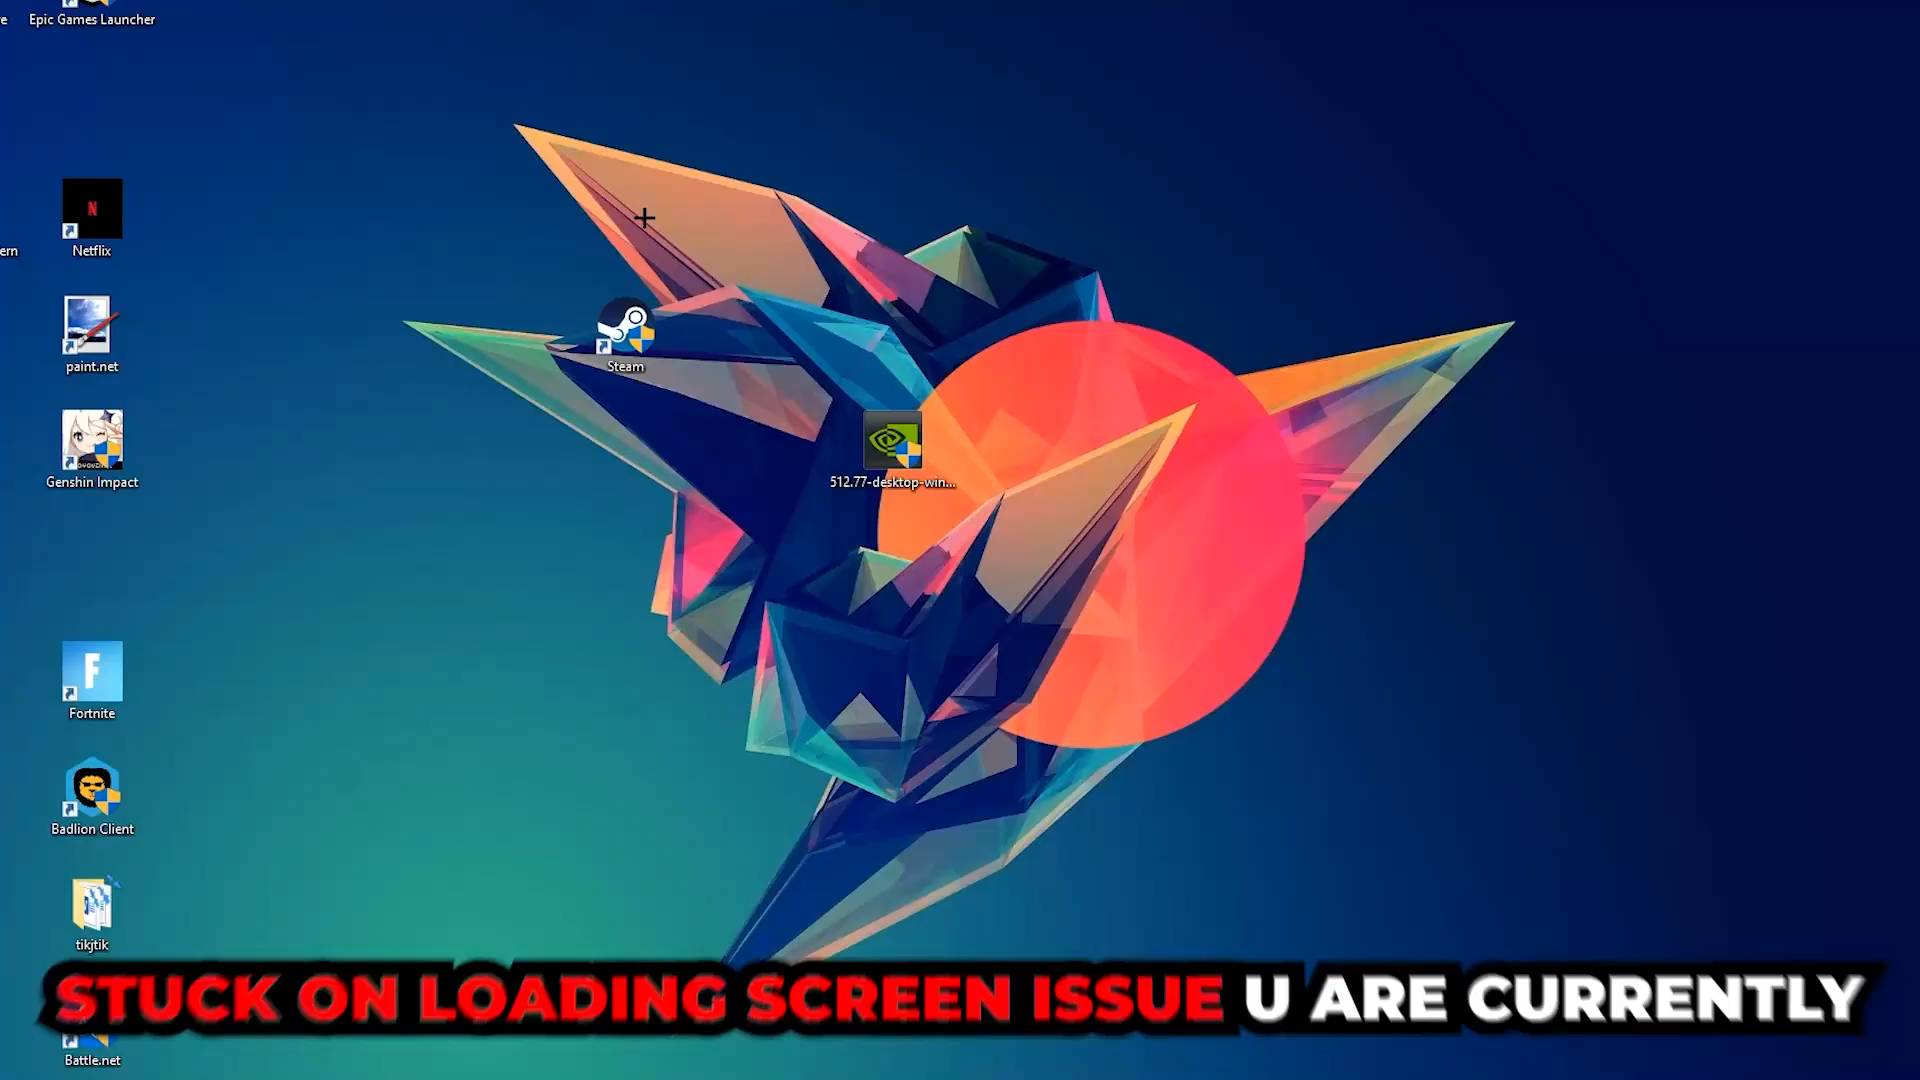 Epic Games Launcher
Netflix
ern
paint.net
Steam
Genshin Impact
512.77-desktop-win...
F
Fortnite
Badlion Client
tikjtik
STUCK ON LOADING SCREEN ISSUE U ARE CURRENTLY
Battle.net